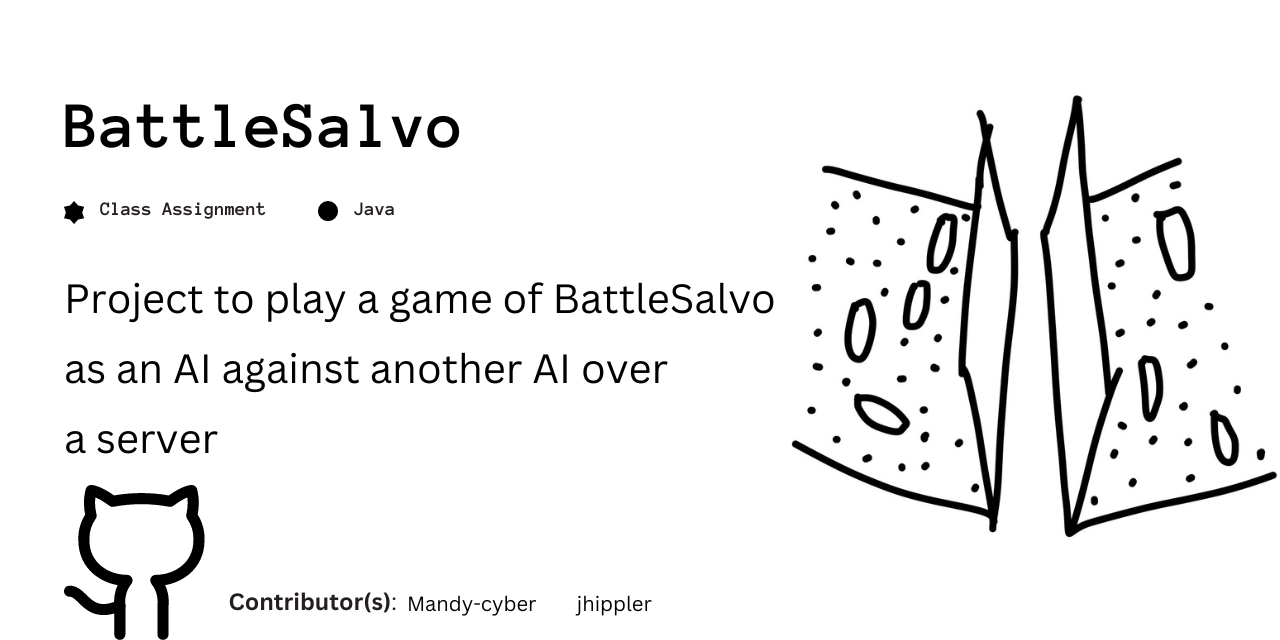 BattleSalvo
Class Assignment Java
Project to play a game of BattleSalvo
as an AI against another AI over
a server
Contributor(s): Mandy-cyber jhippler